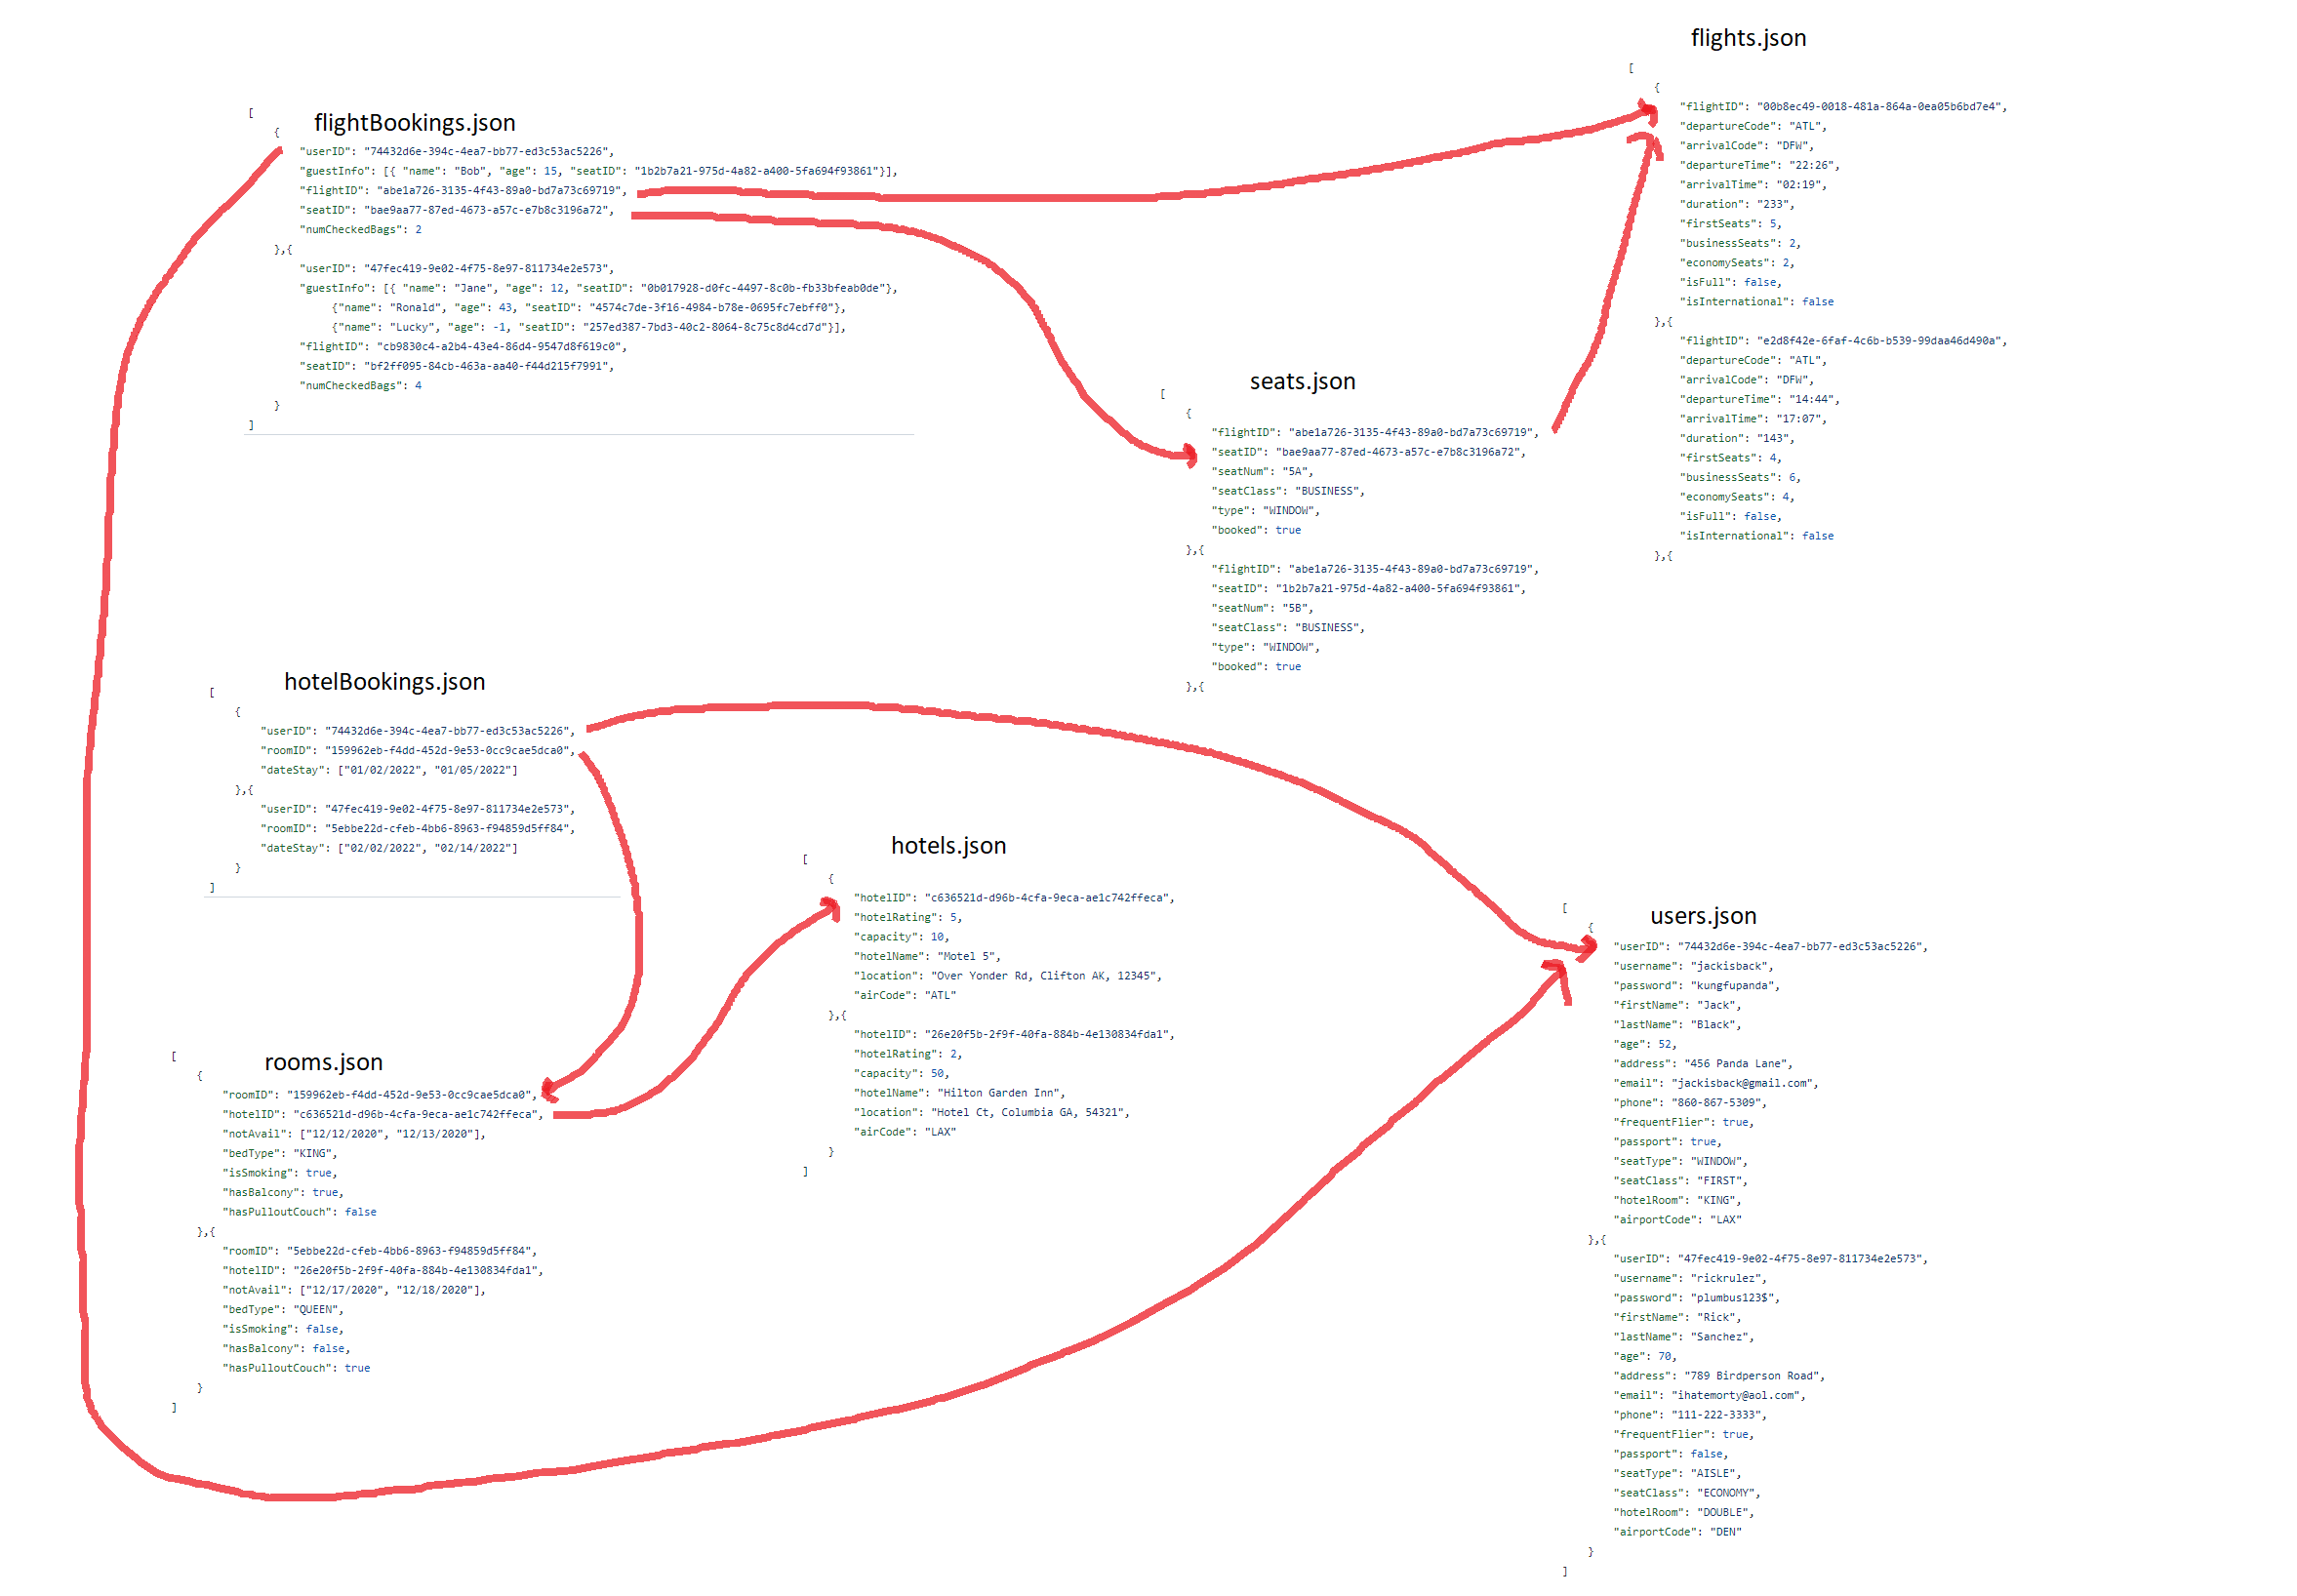 flightBookings.json
[
{
"userID": "74432d6e-394c-4ea7-bb77-ed3c53ac5226",
"guestInfo": [{ "name": "Bob", "age": 15, "seatID": "1b2b7a21-975d-4a82-a400-5fa694f93861"}],
"flightID": "abe1a726-3135-4f43-89a0-bd7a73c69719",
"seatID": "bae9aa77-87ed-4673-a57c-e7b8c3196a72",
"numCheckedBags": 2
},{
"userID": "47fec419-9e02-4f75-8e97-811734e2e573",
"guestInfo": [{ "name": "Jane", "age": 12, "seatID": "0b017928-d0fc-4497-8c0b-fb33bfeab0de"},
{"name": "Ronald", "age": 43, "seatID": "4574c7de-3f16-4984-b78e-0695fc7ebff0"},
{"name": "Lucky", "age": -1, "seatID": "257ed387-7bd3-40c2-8064-8c75c8d4cd7d"}],
"flightID": "cb9830c4-a2b4-43e4-86d4-9547d8f619c0",
"seatID": "bf2ff095-84cb-463a-aa40-f44d215f7991",
"numCheckedBags": 4
}
]
flights.json
[
{
"flightID": "00b8ec49-0018-481a-864a-0ea05b6bd7e4",
"departureCode": "ATL",
"arrivalCode": "DFW",
"departureTime": "22:26",
"arrivalTime": "02:19",
"duration": "233",
"firstSeats": 5,
"businessSeats": 2,
"economySeats": 2,
"isFull": false,
"isInternational": false
},{
"flightID": "e2d8f42e-6faf-4c6b-b539-99daa46d490a",
"departureCode": "ATL",
"arrivalCode": "DFW",
"departureTime": "14:44",
"arrivalTime": "17:07",
"duration": "143",
"firstSeats": 4,
"businessSeats": 6,
"economySeats": 4,
"isFull": false,
"isInternational": false
},{
seats.json
[
{
"flightID": "abe1a726-3135-4f43-89a0-bd7a73c69719",
"seatID": "bae9aa77-87ed-4673-a57c-e7b8c3196a72",
"seatNum": "5A",
"seatClass": "BUSINESS",
"type": "WINDOW",
"booked": true
},{
"flightID": "abe1a726-3135-4f43-89a0-bd7a73c69719",
"seatID": "1b2b7a21-975d-4a82-a400-5fa694f93861",
"seatNum": "5B",
"seatClass": "BUSINESS",
"type": "WINDOW",
"booked": true
},{
hotelBookings.json
[
{
"userID": "74432d6e-394c-4ea7-bb77-ed3c53ac5226",
"roomID": "159962eb-f4dd-452d-9e53-0cc9cae5dca0",
"dateStay": ["01/02/2022", "01/05/2022"]
},{
"userID": "47fec419-9e02-4f75-8e97-811734e2e573",
"roomID": "5ebbe22d-cfeb-4bb6-8963-f94859d5ff84",
"dateStay": ["02/02/2022", "02/14/2022"]
}
]
hotels.json
[
{
"hotelID": "c636521d-d96b-4cfa-9eca-ae1c742ffeca",
"hotelRating": 5,
"capacity": 10,
"hotelName": "Motel 5",
"location": "Over Yonder Rd, Clifton AK, 12345",
"airCode": "ATL"
},{
"hotelID": "26e20f5b-2f9f-40fa-884b-4e130834fda1",
"hotelRating": 2,
"capacity": 50,
"hotelName": "Hilton Garden Inn",
"location": "Hotel Ct, Columbia GA, 54321",
"airCode": "LAX"
}
]
rooms.json
[
{
"roomID": "159962eb-f4dd-452d-9e53-0cc9cae5dca0",
"hotelID": "c636521d-d96b-4cfa-9eca-ae1c742ffeca",
"notAvail": ["12/12/2020", "12/13/2020"],
"bedType": "KING",
"isSmoking": true,
"hasBalcony": true,
"hasPulloutCouch": false
},{
"roomID": "5ebbe22d-cfeb-4bb6-8963-f94859d5ff84",
"hotelID": "26e20f5b-2f9f-40fa-884b-4e130834fda1",
"notAvail": ["12/17/2020", "12/18/2020"],
"bedType": "QUEEN",
"isSmoking": false,
"hasBalcony": false,
"hasPulloutCouch": true
}
]
users.json
[
{
"userID": "74432d6e-394c-4ea7-bb77-ed3c53ac5226",
"username": "jackisback",
"password": "kungfupanda",
"firstName": "Jack",
"lastName": "Black",
"age": 52,
"address": "456 Panda Lane",
"email": "jackisback@gmail.com",
"phone": "860-867-5309",
"frequentFlier": true,
"passport": true,
"seatType": "WINDOW",
"seatClass": "FIRST",
"hotelRoom": "KING",
"airportCode": "LAX"
},{
"userID": "47fec419-9e02-4f75-8e97-811734e2e573",
"username": "rickrulez",
"password": "plumbus123$",
"firstName": "Rick",
"lastName": "Sanchez",
"age": 70,
"address": "789 Birdperson Road",
"email": "ihatemorty@aol.com",
"phone": "111-222-3333",
"frequentFlier": true,
"passport": false,
"seatType": "AISLE",
"seatClass": "ECONOMY",
"hotelRoom": "DOUBLE",
"airportCode": "DEN"
}
]